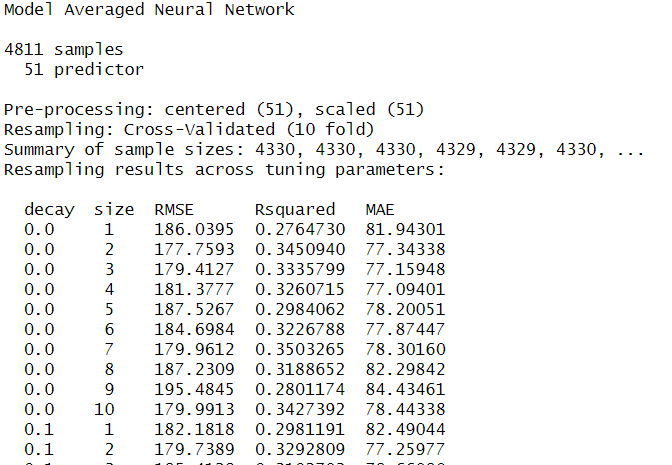 Model Averaged Neural Network
4811 samples
51 predictor
Pre-processing: centered (51), scaled (51)
Resampling: Cross-Validated (10 fold)
Summary of sample sizes: 4330, 4330, 4330, 4329, 4329, 4330, ...
Resampling results across tuning parameters:
decay size RMSE Rsquared MAE
0.0 1 186.0395 0.2764730 81.94301
0.0 2 177.7593 0.3450940 77.34338
0.0 3 179.4127 0.3335799 77.15948
0.0 4 181.3777 0.3260715 77.09401
0.0 5 187.5267 0.2984062 78.20051
0.0 6 184.6984 0.3226788 77.87447
0.0 7 179.9612 0.3503265 78.30160
0.0 8 187.2309 0.3188652 82.29842
0.0 9 195.4845 0.2801174 84.43461
0.0 10 179.9913 0.3427392 78.44338
0.1 1 182.1818 0.2981191 82.49044
0.1 2 179.7389 0.3292809 77.25977